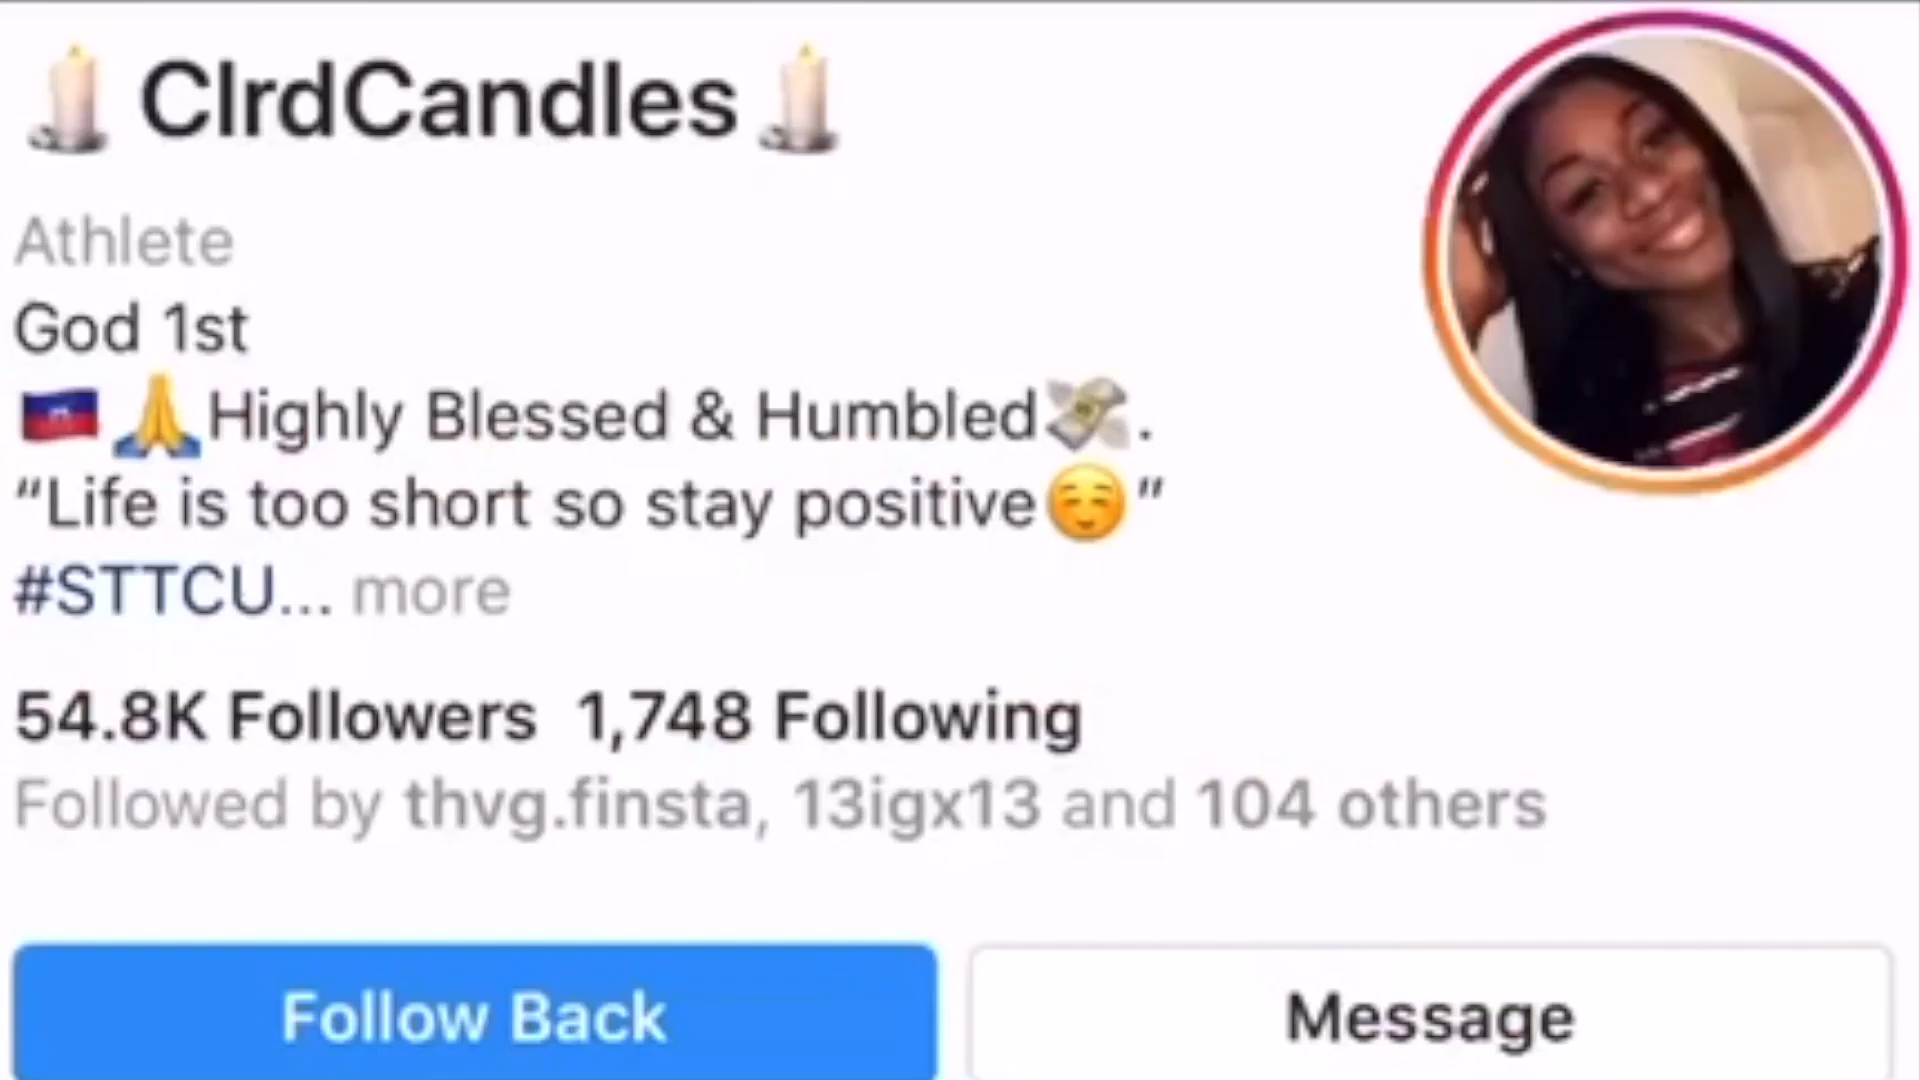 🕯️ClrdCandles🕯️
Athlete
God 1st
🇭🇹🙏Highly Blessed & Humbled💸.
“Life is too short so stay positive☺️”
#STTCU... more
54.8K Followers 1,748 Following
Followed by thvg.finsta, 13igx13 and 104 others
Follow Back
Message